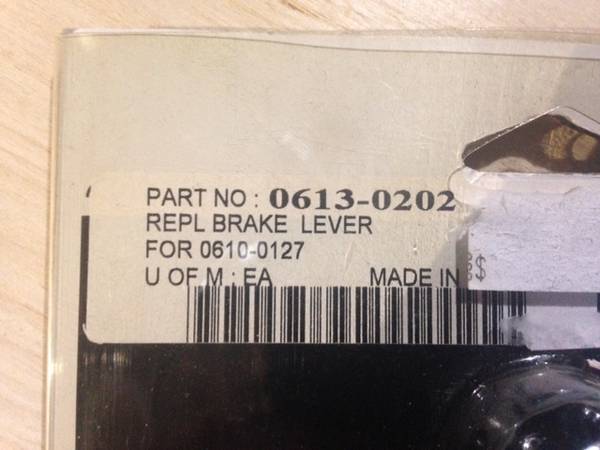 PART NO : 0613-0202
REPL BRAKE LEVER
FOR 0610-0127
U OF M : EA MADE IN
$